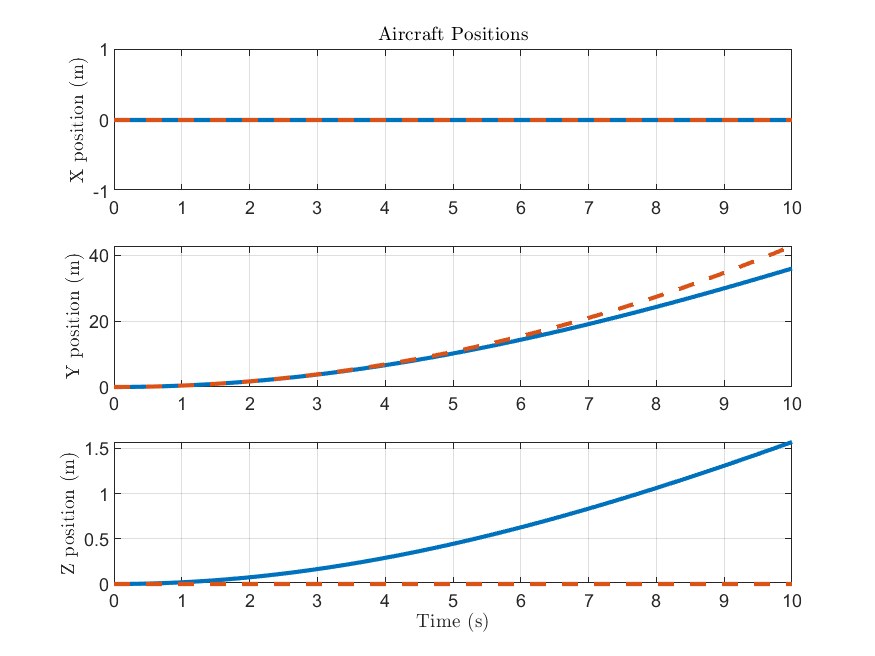 Aircraft Positions
X position (m)
1
0
-1
0 1 2 3 4 5 6 7 8 9 10
Y position (m)
40
20
0
0 1 2 3 4 5 6 7 8 9 10
Z position (m)
1.5
1
0.5
0
0 1 2 3 4 5 6 7 8 9 10
Time (s)